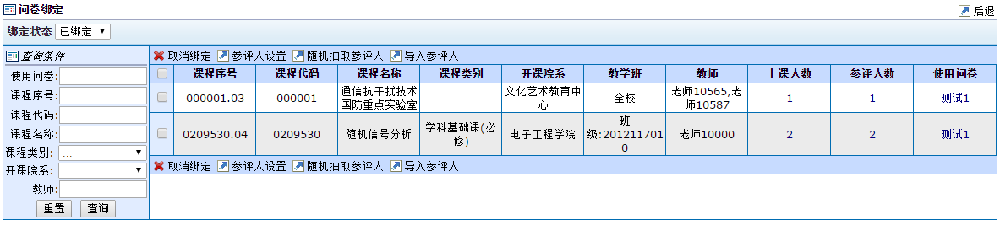 问卷绑定
后退
绑定状态 已绑定
查询条件
使用问卷:
课程序号:
课程代码:
课程名称:
课程类别: ...
开课院系: ...
教师:
重置 查询
取消绑定 参评人设置 随机抽取参评人 导入参评人
课程序号 课程代码 课程名称 课程类别 开课院系 教学班 教师 上课人数 参评人数 使用问卷
000001.03 000001 通信抗干扰技术国防重点实验室 文化艺术教育中心 全校 老师10565,老师10587 1 1 测试1
0209530.04 0209530 随机信号分析 学科基础课(必修) 电子工程学院 班级:2012117010 老师10000 2 2 测试1
取消绑定 参评人设置 随机抽取参评人 导入参评人